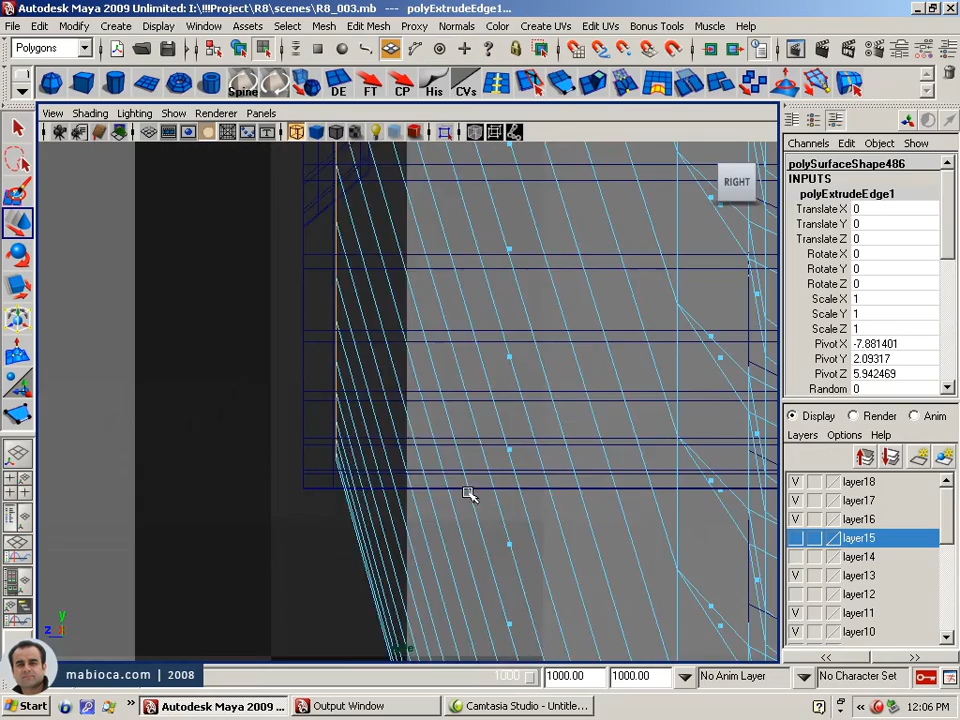 Autodesk Maya 2009 Unlimited: I:\!!!Project\R8\scenes\R8_003.mb --- polyExtrudeEdge1...
File Edit Modify Create Display Window Assets Select Mesh Edit Mesh Proxy Normals Color Create UVs Edit UVs Bonus Tools Muscle Help
Polygons
Spine DE FT CP His CVs
View Shading Lighting Show Renderer Panels
RIGHT
Channels Edit Object Show
polySurfaceShape486
INPUTS
polyExtrudeEdge1
Translate X 0
Translate Y 0
Translate Z 0
Rotate X 0
Rotate Y 0
Rotate Z 0
Scale X 1
Scale Y 1
Scale Z 1
Pivot X -7.881401
Pivot Y 2.09317
Pivot Z 5.942469
Random 0
Display Render Anim
Layers Options Help
V layer18
V layer17
V layer16
layer15
layer14
V layer13
layer12
V layer11
V layer10
y
z x
mabioca.com | 2008
1000 1000.00 1000.00 No Anim Layer No Character Set
Start Autodesk Maya 2009 ... Output Window Camtasia Studio - Untitle... 12:06 PM